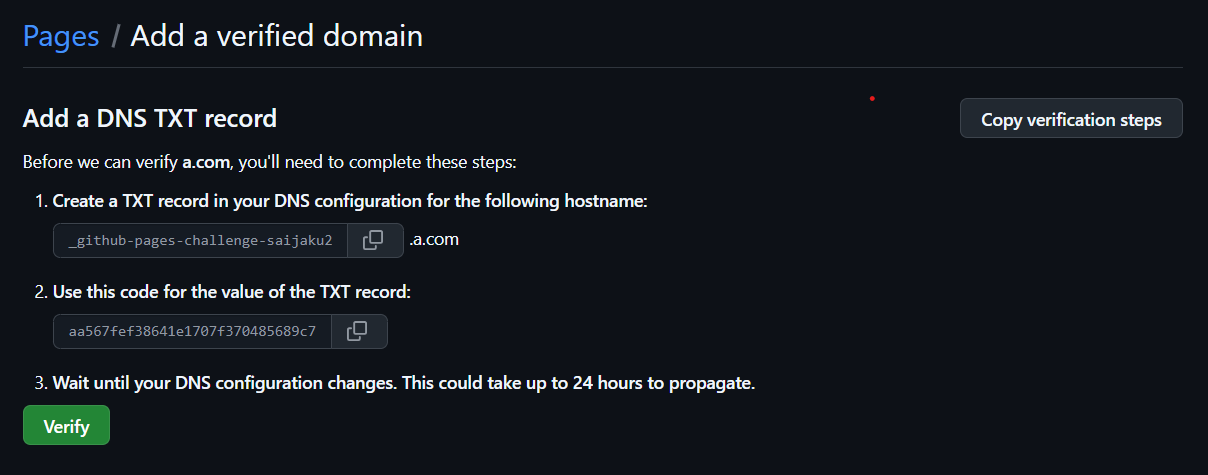 Pages / Add a verified domain
Add a DNS TXT record
Copy verification steps
Before we can verify a.com, you'll need to complete these steps:
1. Create a TXT record in your DNS configuration for the following hostname:
_github-pages-challenge-saijaku2 .a.com
2. Use this code for the value of the TXT record:
aa567fef38641e1707f370485689c7
3. Wait until your DNS configuration changes. This could take up to 24 hours to propagate.
Verify